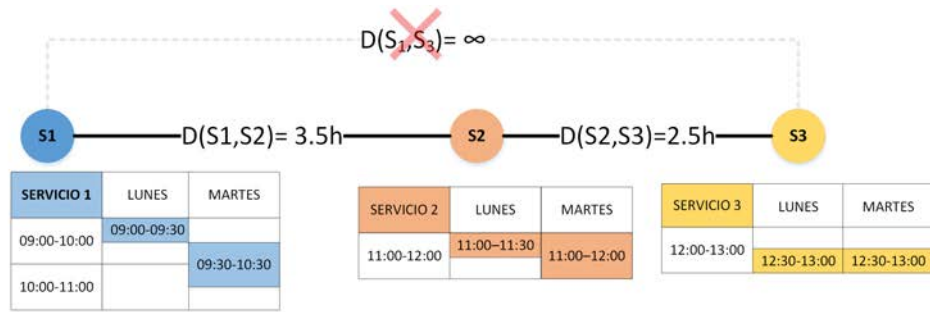 D(S₁,S₃)= ∞
S1 D(S1,S2)= 3.5h S2 D(S2,S3)=2.5h S3
SERVICIO 1 LUNES MARTES
09:00-10:00 09:00-09:30
09:30-10:30
10:00-11:00
SERVICIO 2 LUNES MARTES
11:00-12:00 11:00–11:30 11:00–12:00
SERVICIO 3 LUNES MARTES
12:00-13:00
12:30-13:00 12:30-13:00